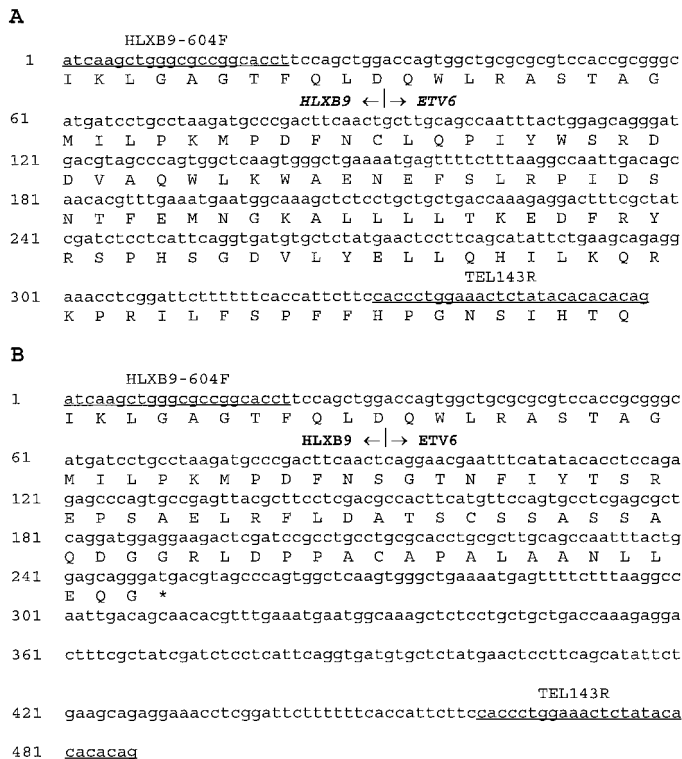 A
HLXB9-604F
1 atcaagctgggcgccggcaccttccagctggaccagtggctgcgcgcgtccaccgcgggc
I K L G A G T F Q L D Q W L R A S T A G
HLXB9 ←|→ ETV6
61 atgatcctgcctaagatgcccgacttcaactgcttgcagccaatttactggagcagggat
M I L P K M P D F N C L Q P I Y W S R D
121 gacgtagcccagtggctcaagtgggctgaaaatgagttttctttaaggccaattgacagc
D V A Q W L K W A E N E F S L R P I D S
181 aacacgtttgaaatgaatggcaaagctctcctgctgctgaccaaagaggactttcgctat
N T F E M N G K A L L L L T K E D F R Y
241 cgatctcctcattcaggtgatgtgctctatgaactccttcagcatattctgaagcagagg
R S P H S G D V L Y E L L Q H I L K Q R
TEL143R
301 aaacctcggattctttttttcaccattcttccaccctggaaactctatacacacacag
K P R I L F S P F F H P G N S I H T Q
B
HLXB9-604F
1 atcaagctgggcgccggcaccttccagctggaccagtggctgcgcgcgtccaccgcgggc
I K L G A G T F Q L D Q W L R A S T A G
HLXB9 ←|→ ETV6
61 atgatcctgcctaagatgcccgacttcaactcaggaacgaatttcatatacacctccaga
M I L P K M P D F N S G T N F I Y T S R
121 gagcccagtgccgagttacgcttcctcgacgccacttcatgttccagtgcctcgagcgct
E P S A E L R F L D A T S C S S A S S A
181 caggatggaggaagactcgatccgcctgcctgcgcacctgcgcttgcagccaatttactg
Q D G G R L D P P A C A P A L A A N L L
241 gagcagggatgacgtagcccagtggctcaagtgggctgaaaatgagttttctttaaggcc
E Q G *
301 aattgacagcaacacgtttgaaatgaatggcaaagctctcctgctgctgaccaaagagga
361 ctttcgctatcgatctcctcattcaggtgatgtgctctatgaactccttcagcatattct
TEL143R
421 gaagcagaggaaacctcggattctttttttcaccattcttccaccctggaaactctataca
481 cacacag